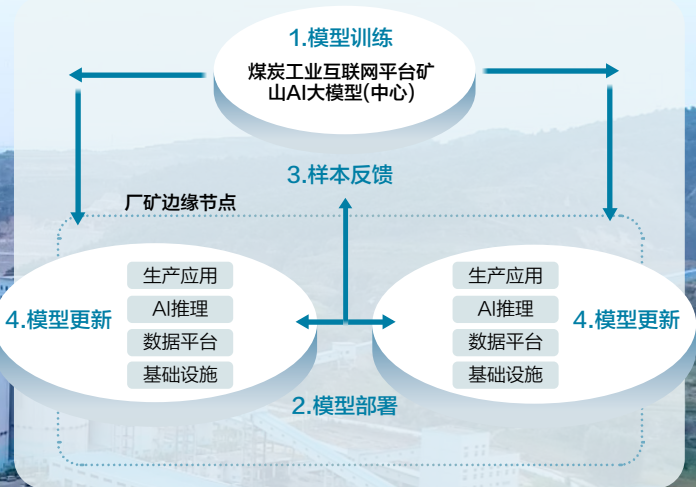 1.模型训练
煤炭工业互联网平台矿
山AI大模型(中心)
3.样本反馈
厂矿边缘节点
生产应用
AI推理
数据平台
基础设施
4.模型更新
生产应用
AI推理
数据平台
基础设施
4.模型更新
2.模型部署